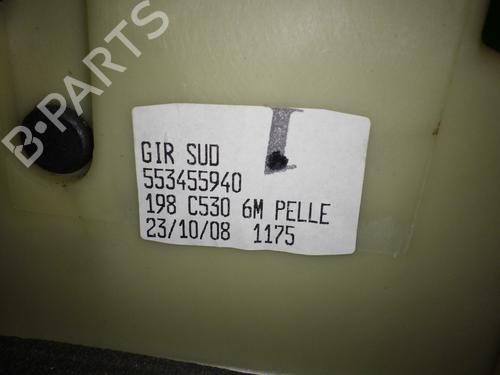 B-PARTS
GIR SUD
553455940
198 C530 6M PELLE
23/10/08 1175